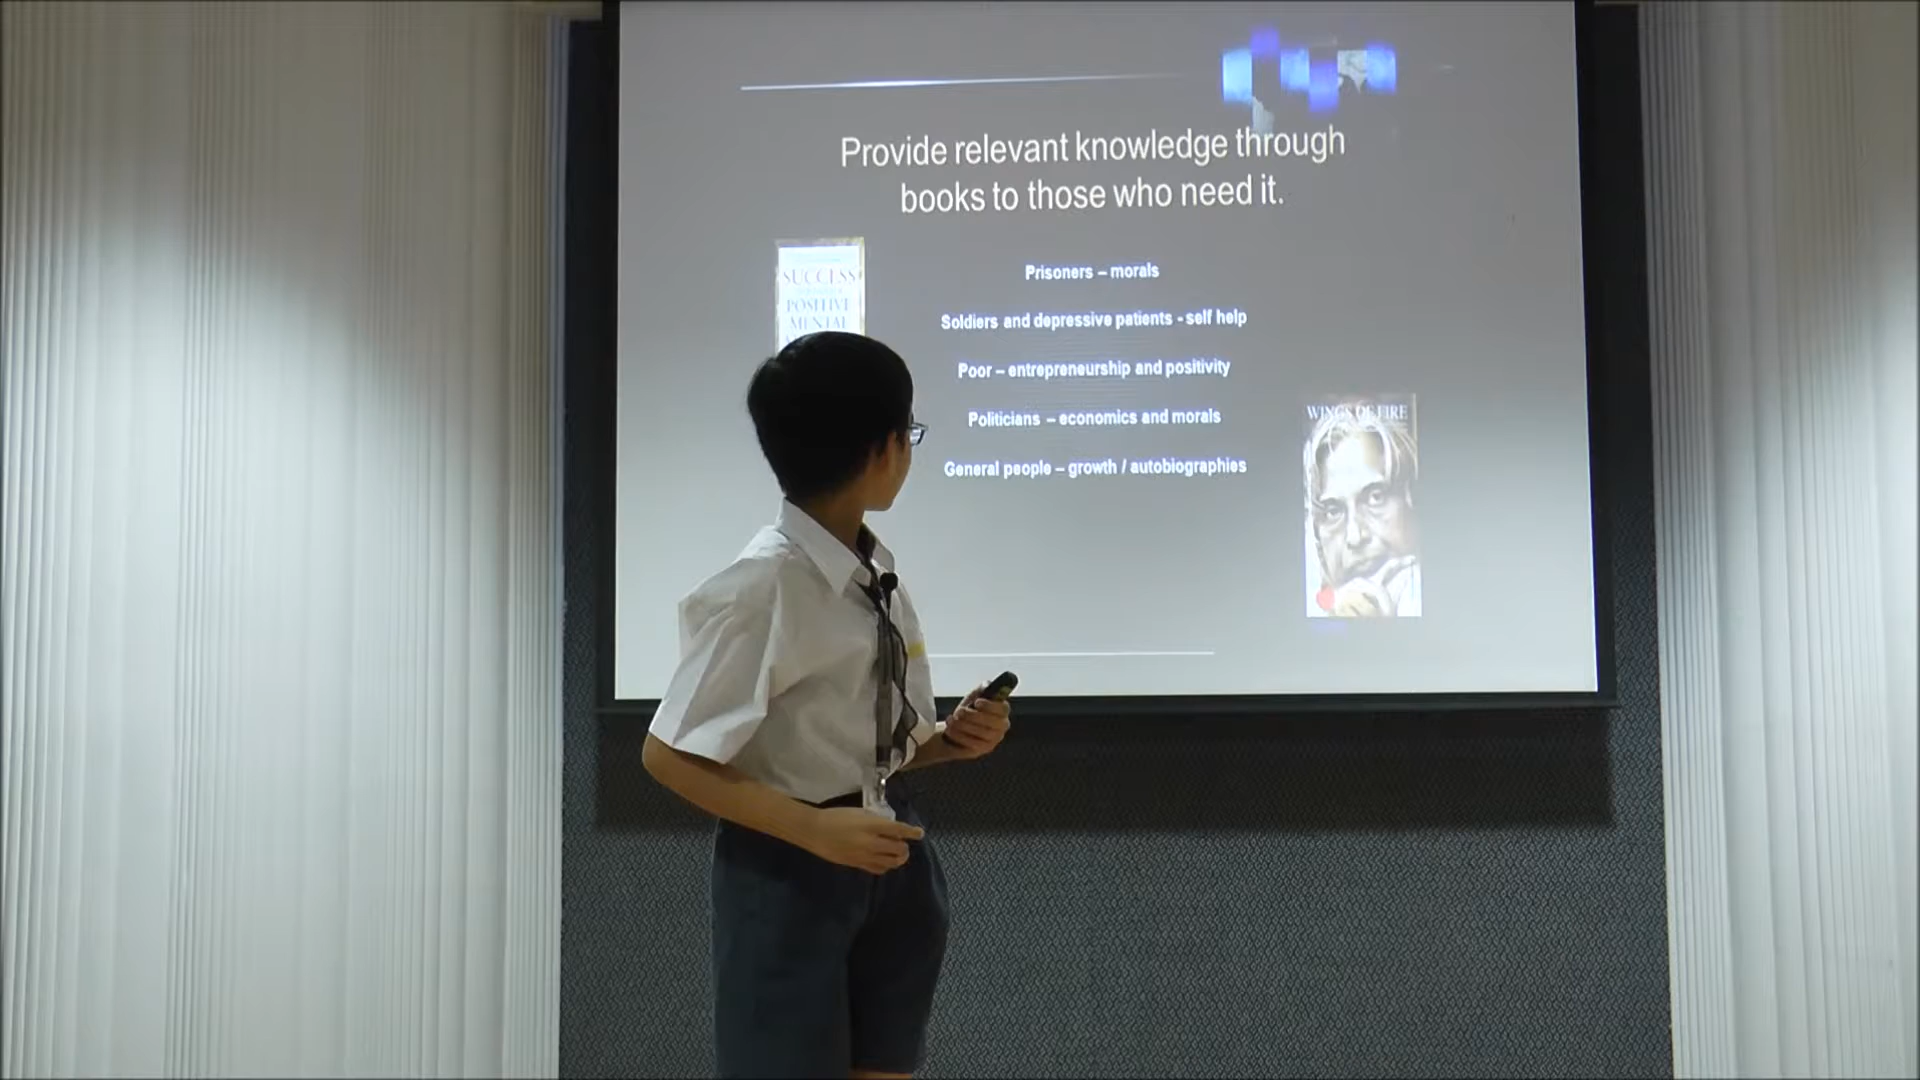 Provide relevant knowledge through
books to those who need it.
SUCCESS
POSITIVE
MENTAL
Prisoners – morals
Soldiers and depressive patients - self help
Poor – entrepreneurship and positivity
Politicians – economics and morals
General people – growth / autobiographies
WINGS OF FIRE